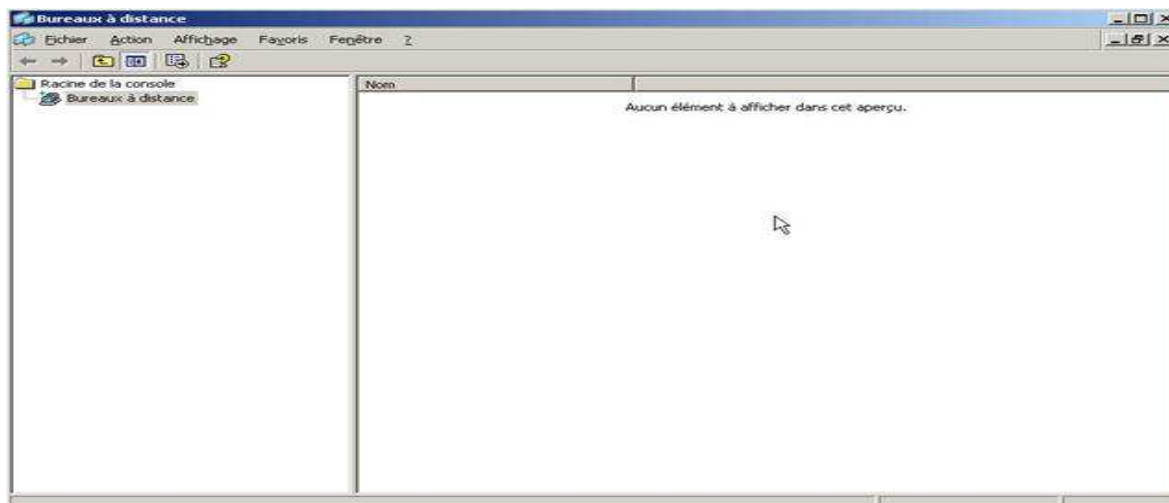 Bureaux à distance
Fichier Action Affichage Favoris Fenêtre ?
Racine de la console
Bureaux à distance
Nom
Aucun élément à afficher dans cet aperçu.